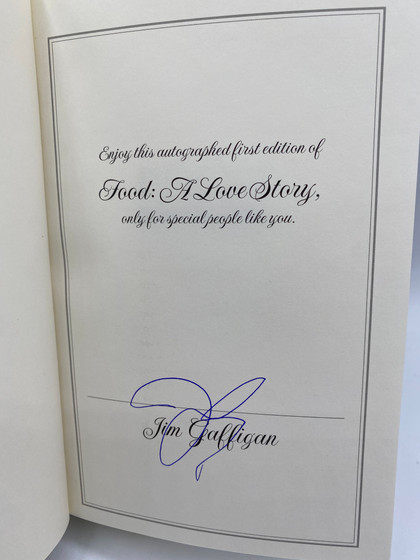 Enjoy this autographed first edition of
Food: A Love Story,
only for special people like you.
Jim Gaffigan